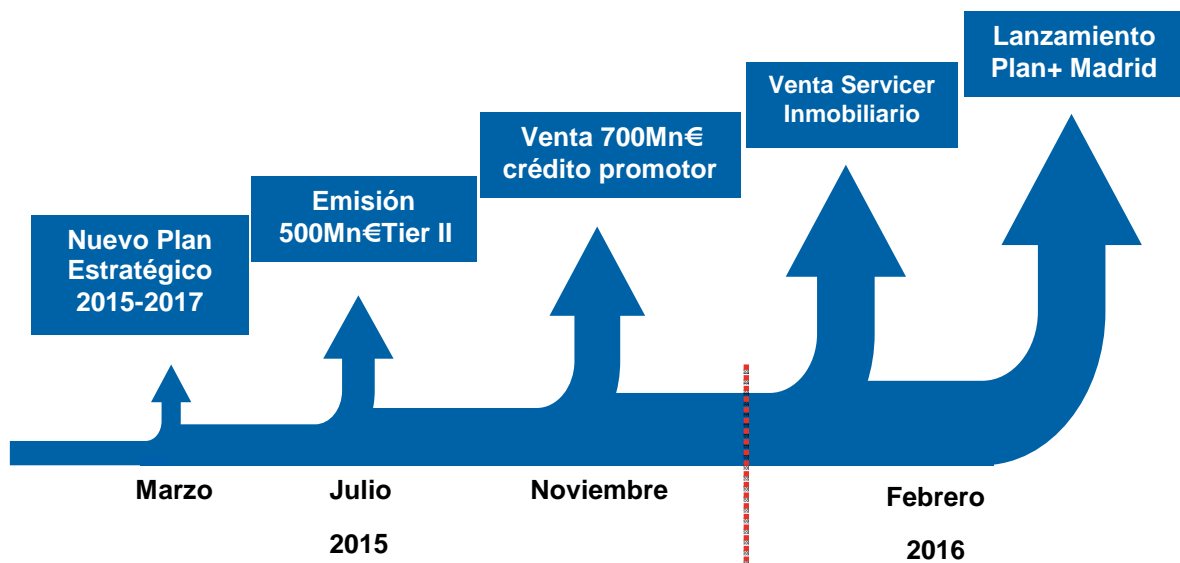 Lanzamiento
Plan+ Madrid
Venta Servicer
Inmobiliario
Venta 700Mn€
crédito promotor
Emisión
500Mn€Tier II
Nuevo Plan
Estratégico
2015-2017
Marzo
Julio
Noviembre
Febrero
2015
2016